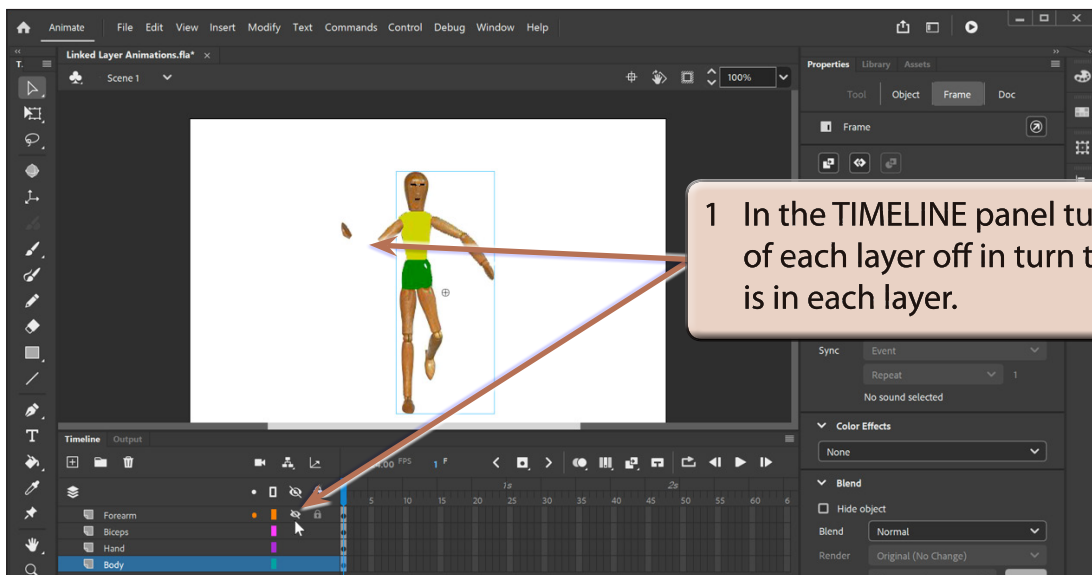 Animate File Edit View Insert Modify Text Commands Control Debug Window Help
Linked Layer Animations.fla* ×
Scene 1
100%
T.
Properties Library Assets
Tool Object Frame Doc
Frame
1 In the TIMELINE panel tu
of each layer off in turn t
is in each layer.
Sync Event
Repeat 1
No sound selected
Color Effects
None
Blend
Hide object
Blend Normal
Render Original (No Change)
Timeline Output
.00 FPS 1 F
1s 2s
5 10 15 20 25 30 35 40 45 50 55 60 6
Forearm
Biceps
Hand
Body